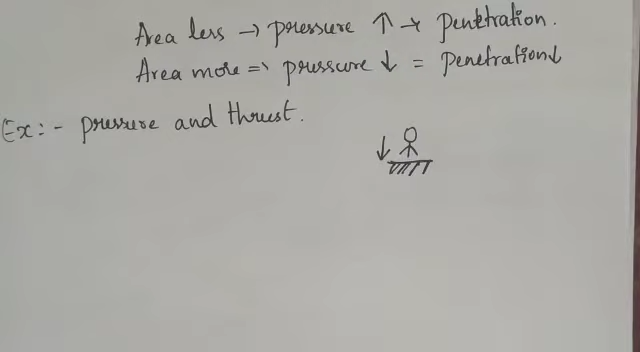 Area less → pressure ↑ → penetration.
Area more => pressure ↓ = penetration↓
Ex:- pressure and thrust.